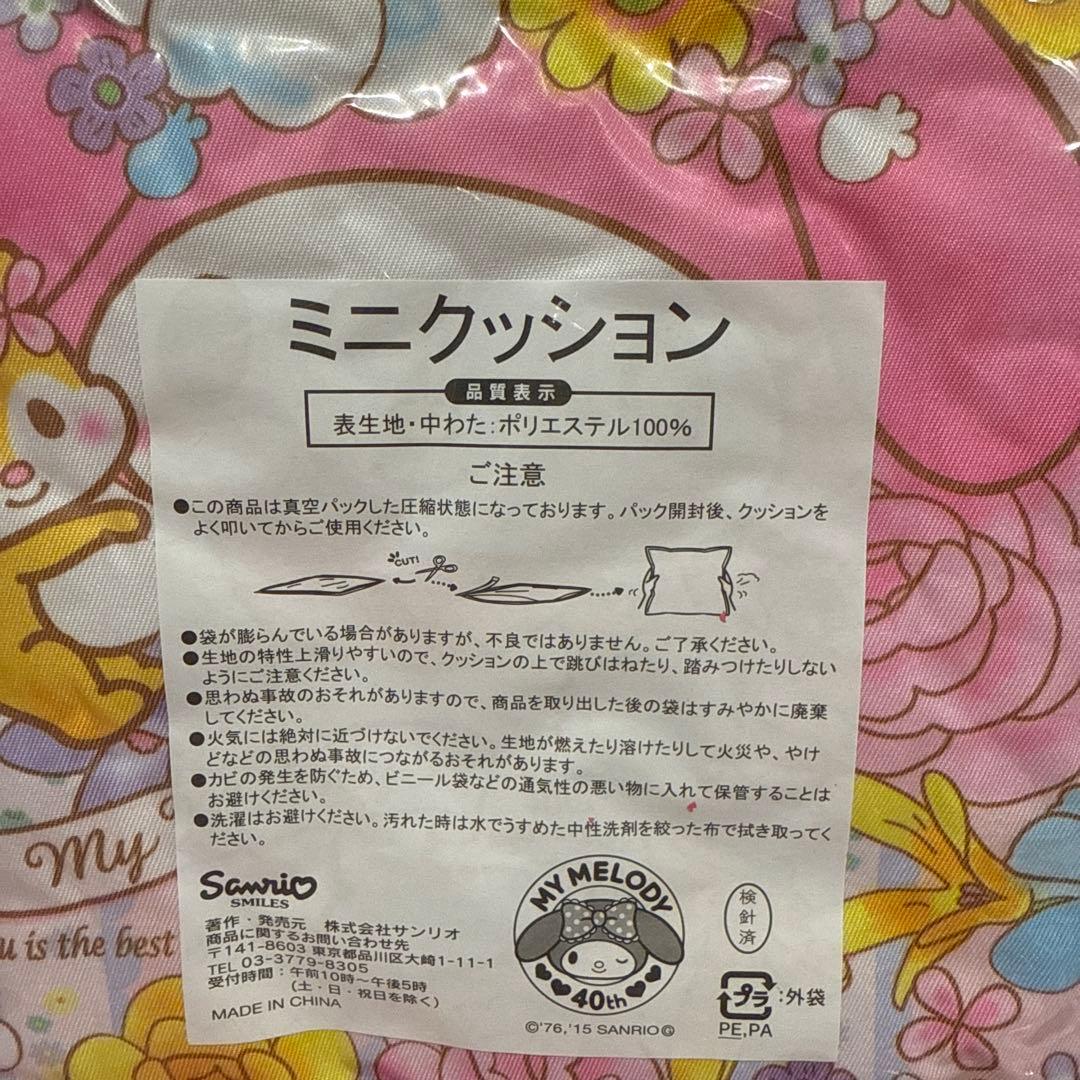 ミニクッション
品質表示
表生地・中わた:ポリエステル100%
ご注意
●この商品は真空パックした圧縮状態になっております。パック開封後、クッションを
よく叩いてからご使用ください。
CUT!
●袋が膨らんでいる場合がありますが、不良ではありません。ご了承ください。
●生地の特性上滑りやすいので、クッションの上で跳びはねたり、踏みつけたりしない
ようにご注意ください。
●思わぬ事故のおそれがありますので、商品を取り出した後の袋はすみやかに廃棄
してください。
●火気には絶対に近づけないでください。生地が燃えたり溶けたりして火災や、やけ
どなどの思わぬ事故につながるおそれがあります。
●カビの発生を防ぐため、ビニール袋などの通気性の悪い物に入れて保管することは
お避けください。
●洗濯はお避けください。汚れた時は水でうすめた中性洗剤を絞った布で拭き取ってく
ださい。
My
u is the best
Sanrio
SMILES
著作・発売元 株式会社サンリオ
商品に関するお問い合わせ先
〒141-8603 東京都品川区大崎1-11-1
TEL 03-3779-8305
受付時間:午前10時〜午後5時
(土・日・祝日を除く)
MADE IN CHINA
MY MELODY
40th
©'76,'15 SANRIO Ⓖ
検針済
プラ:外袋
PE,PA